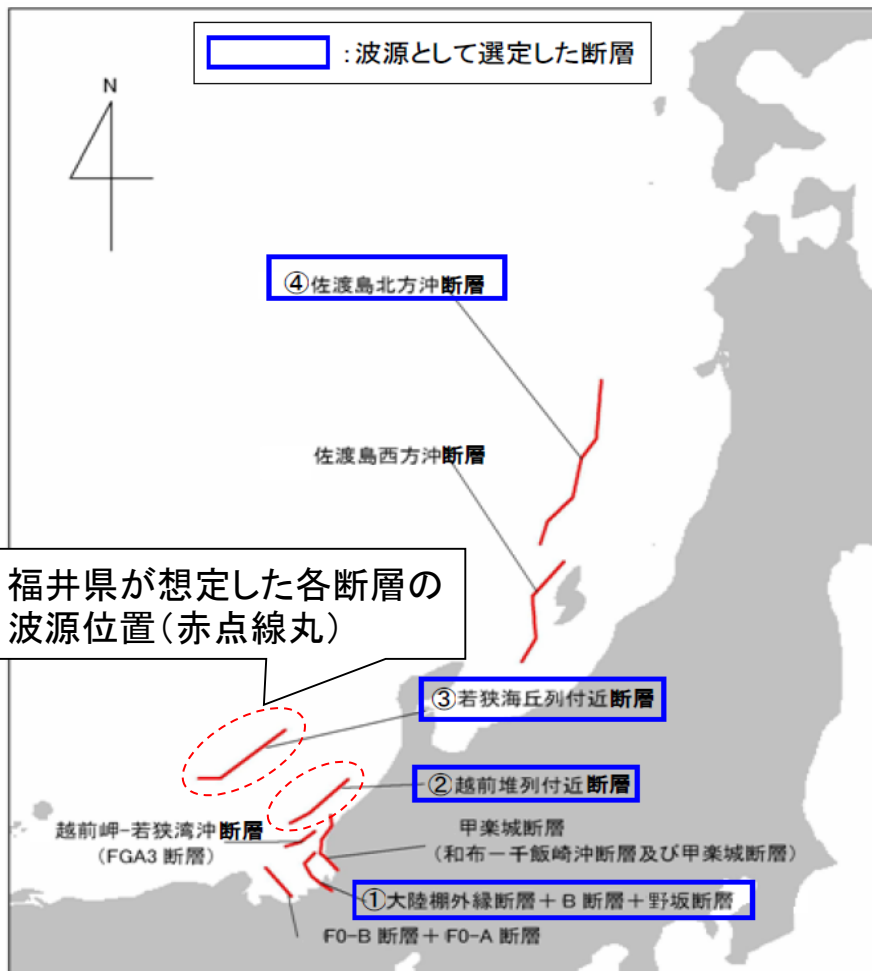 ：波源として選定した断層
N
④佐渡島北方沖断層
佐渡島西方沖断層
福井県が想定した各断層の
波源位置（赤点線丸）
③若狭海丘列付近断層
②越前堆列付近断層
越前岬-若狭湾沖断層
（FGA3 断層）
甲楽城断層
（和布－干飯崎沖断層及び甲楽城断層）
①大陸棚外縁断層＋B 断層＋野坂断層
F0-B 断層＋F0-A 断層